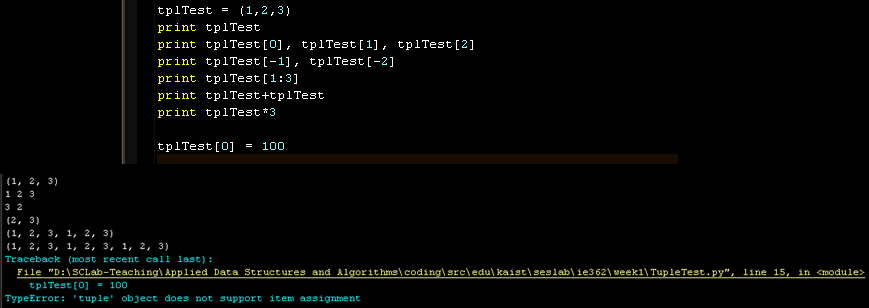 tplTest = (1,2,3)
print tplTest
print tplTest[0], tplTest[1], tplTest[2]
print tplTest[-1], tplTest[-2]
print tplTest[1:3]
print tplTest+tplTest
print tplTest*3
tplTest[0] = 100
(1, 2, 3)
1 2 3
3 2
(2, 3)
(1, 2, 3, 1, 2, 3)
(1, 2, 3, 1, 2, 3, 1, 2, 3)
Traceback (most recent call last):
File "D:\SCLab-Teaching\Applied Data Structures and Algorithms\coding\src\edu\kaist\seslab\ie362\week1\TupleTest.py", line 15, in <module>
tplTest[0] = 100
TypeError: 'tuple' object does not support item assignment